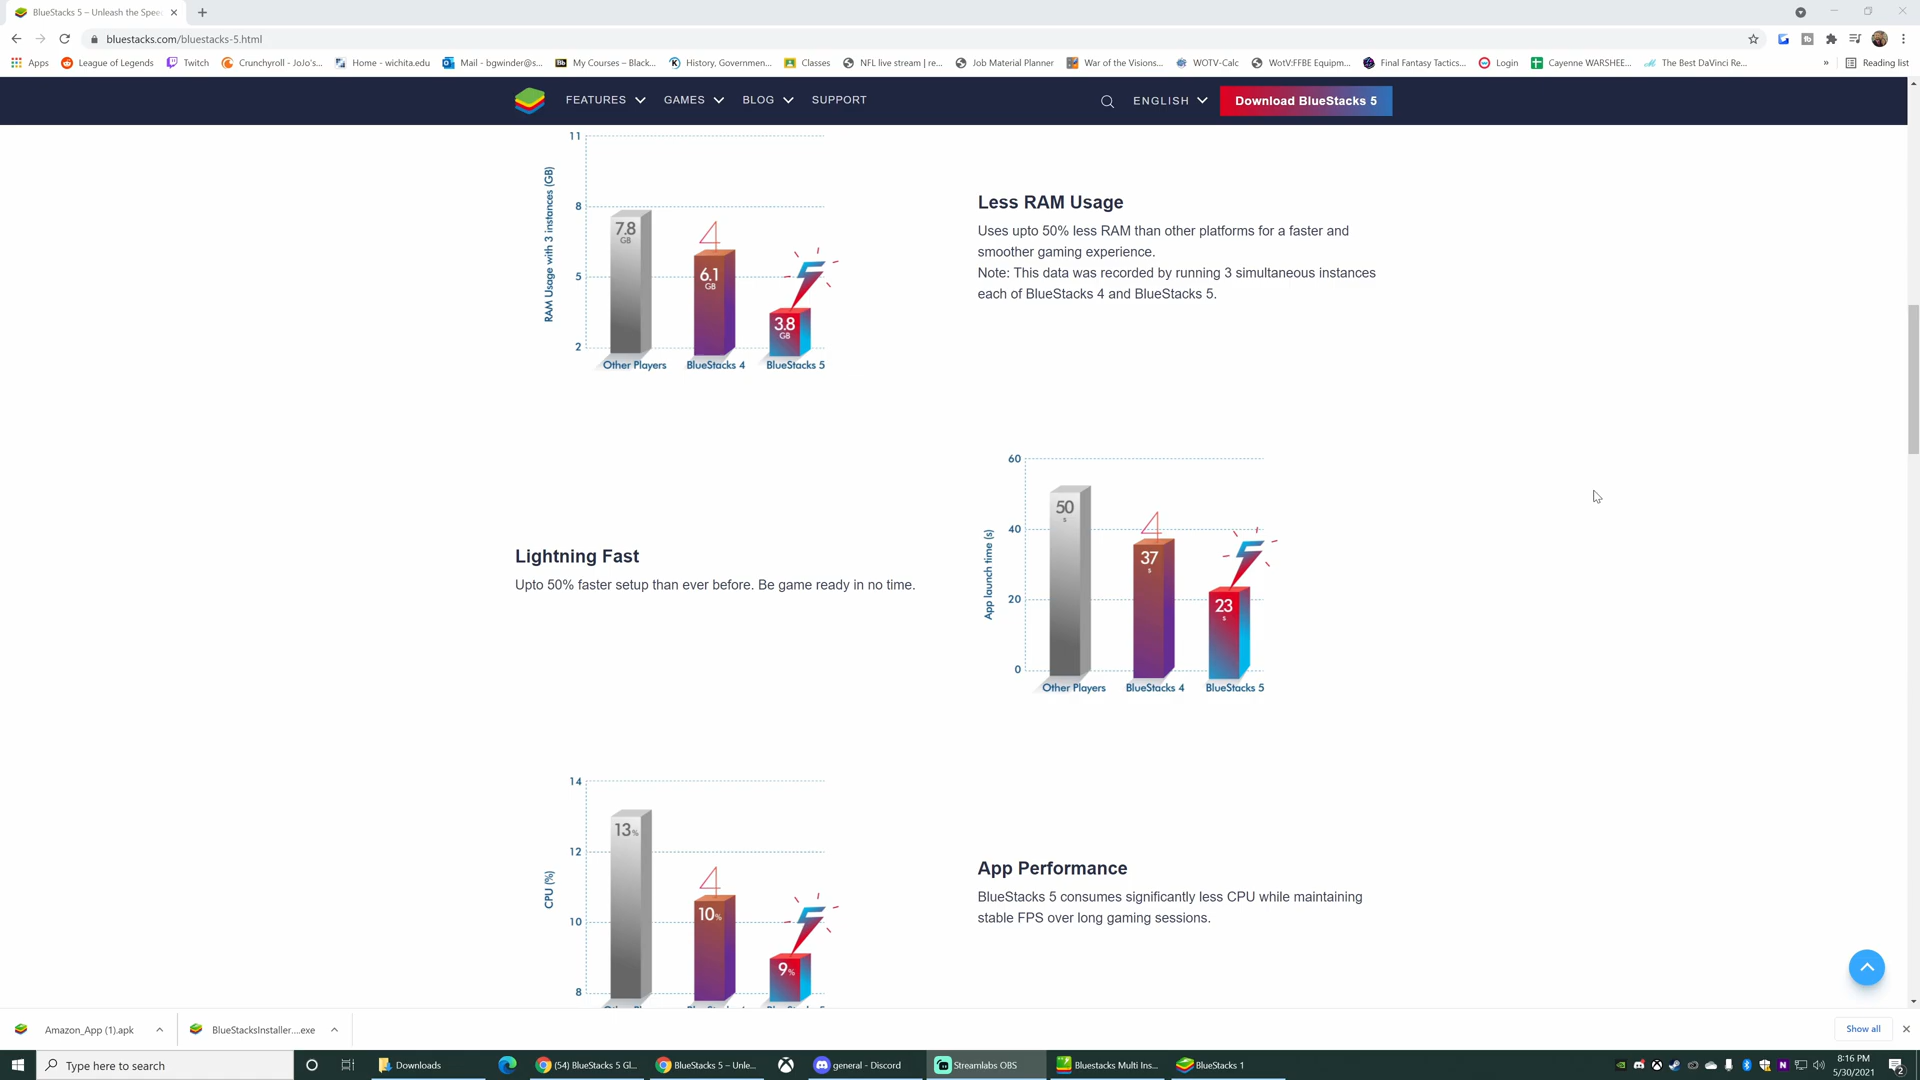 BlueStacks 5 – Unleash the Spee
bluestacks.com/bluestacks-5.html
Apps
League of Legends
Twitch
Crunchyroll - JoJo's...
Home - wichita.edu
Mail - bgwinder@s...
My Courses – Black...
History, Governmen...
Classes
NFL live stream | re...
Job Material Planner
War of the Visions...
WOTV-Calc
WotV:FFBE Equipm...
Final Fantasy Tactics...
Login
Cayenne WARSHEE...
The Best DaVinci Re...
»
Reading list
FEATURES
GAMES
BLOG
SUPPORT
ENGLISH
Download BlueStacks 5
11
8
5
2
RAM Usage with 3 instances (GB)
7.8
GB
4
6.1
GB
3.8
GB
Other Players
BlueStacks 4
BlueStacks 5
Less RAM Usage
Uses upto 50% less RAM than other platforms for a faster and
smoother gaming experience.
Note: This data was recorded by running 3 simultaneous instances
each of BlueStacks 4 and BlueStacks 5.
Lightning Fast
Upto 50% faster setup than ever before. Be game ready in no time.
60
40
20
0
App launch time (s)
50
s
4
37
s
23
s
Other Players
BlueStacks 4
BlueStacks 5
14
12
10
8
CPU (%)
13%
4
10%
9%
App Performance
BlueStacks 5 consumes significantly less CPU while maintaining
stable FPS over long gaming sessions.
Amazon_App (1).apk
BlueStacksInstaller....exe
Show all
Type here to search
Downloads
(54) BlueStacks 5 Gl...
BlueStacks 5 – Unle...
general - Discord
Streamlabs OBS
Bluestacks Multi Ins...
BlueStacks 1
8:16 PM
5/30/2021
2